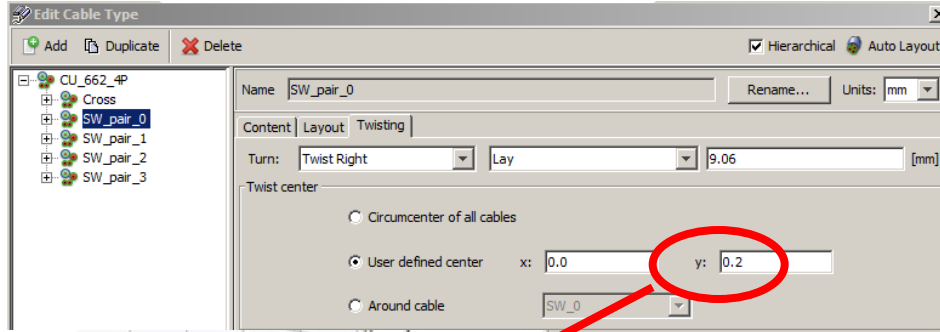 Edit Cable Type
Add Duplicate Delete Hierarchical Auto Layout
CU_662_4P
Cross
SW_pair_0
SW_pair_1
SW_pair_2
SW_pair_3
Name SW_pair_0 Rename... Units: mm
Content Layout Twisting
Turn: Twist Right Lay 9.06 [mm]
Twist center
Circumcenter of all cables
User defined center x: 0.0 y: 0.2
Around cable SW_0